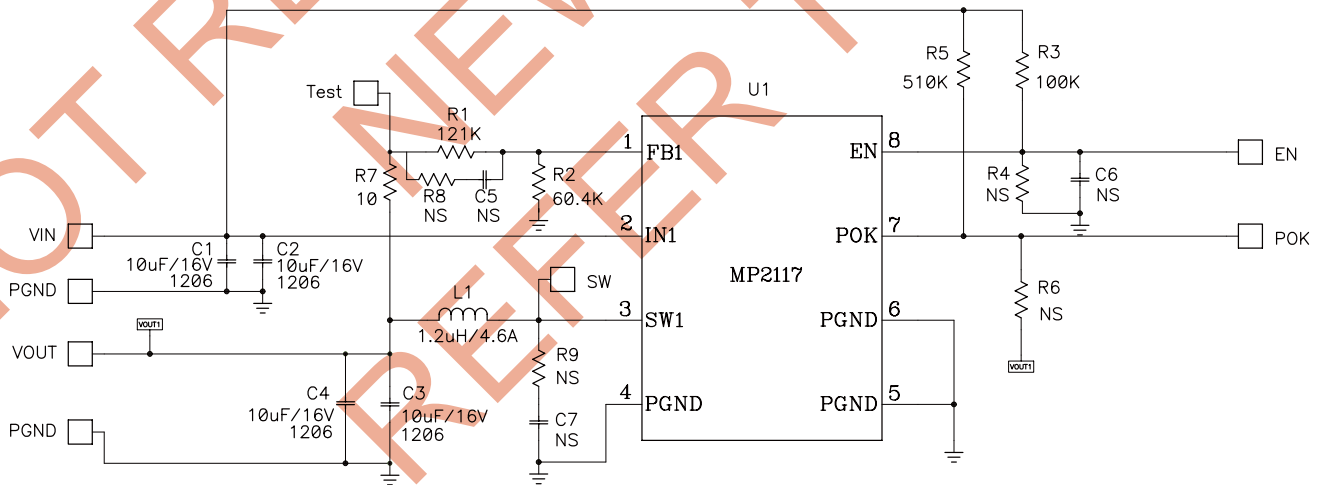 NOT R
NEW
REFER T
Test
R1
121K
R7
10
R8
NS
C5
NS
R2
60.4K
U1
1
FB1
2
IN1
3
SW1
4
PGND
MP2117
EN
8
POK
7
PGND
6
PGND
5
R5
510K
R3
100K
R4
NS
C6
NS
EN
POK
R6
NS
VOUT1
VIN
C1
10uF/16V
1206
C2
10uF/16V
1206
PGND
VOUT1
VOUT
L1
1.2uH/4.6A
SW
R9
NS
C7
NS
C4
10uF/16V
1206
C3
10uF/16V
1206
PGND